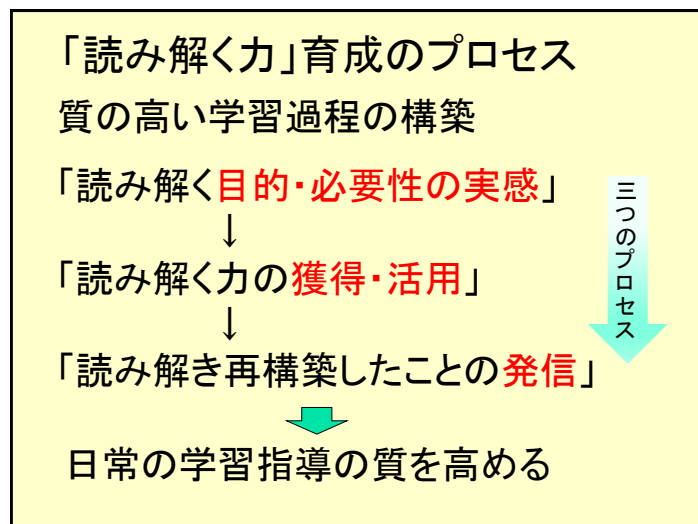 「読み解く力」育成のプロセス
質の高い学習過程の構築
「読み解く目的・必要性の実感」
↓
「読み解く力の獲得・活用」
↓
「読み解き再構築したことの発信」
三つのプロセス
日常の学習指導の質を高める